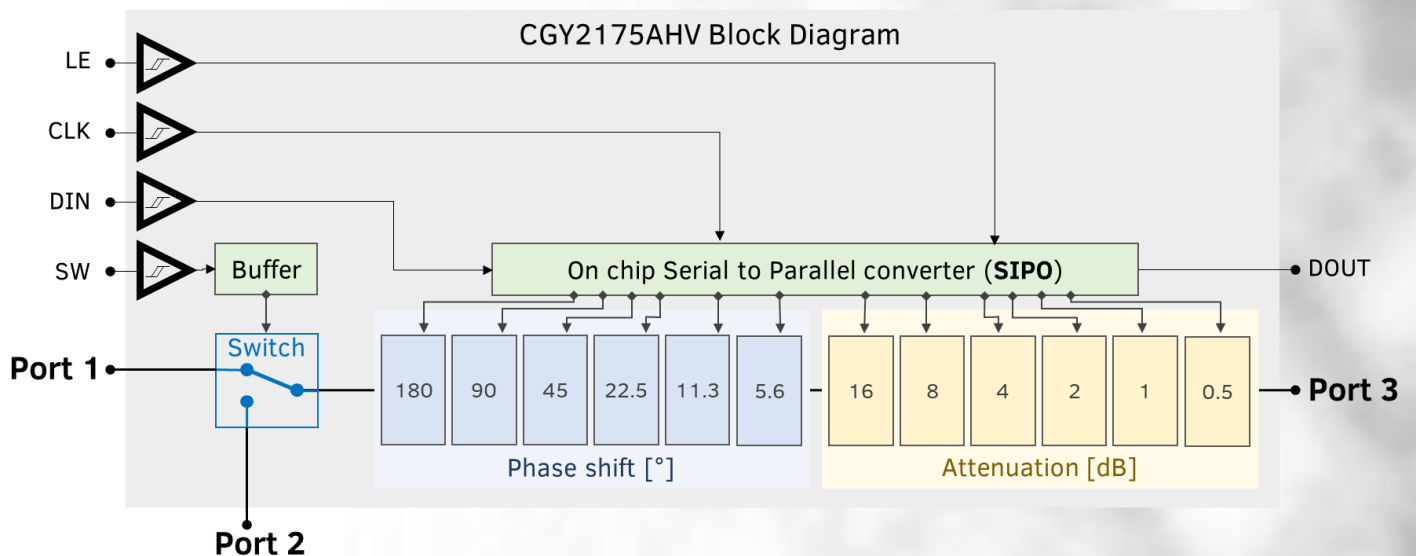 CGY2175AHV Block Diagram
LE
CLK
DIN
SW
Buffer
On chip Serial to Parallel converter (SIPO)
DOUT
Switch
Port 1
180
90
45
22.5
11.3
5.6
16
8
4
2
1
0.5
Port 3
Phase shift [°]
Attenuation [dB]
Port 2